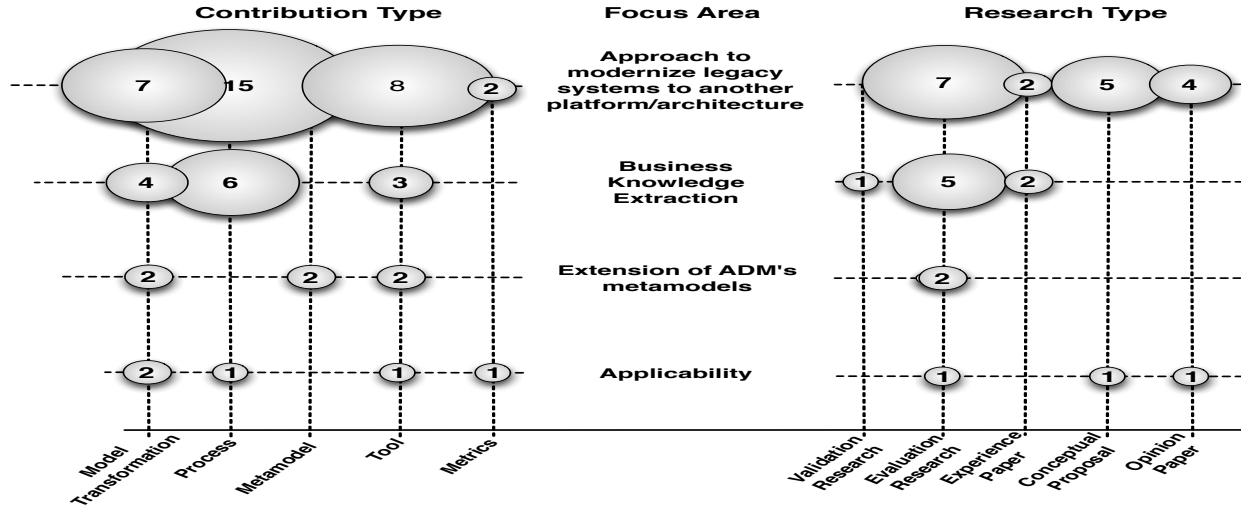 Contribution Type
Focus Area
Research Type
7
15
8
2
Approach to
modernize legacy
systems to another
platform/architecture
7
2
5
4
4
6
3
Business
Knowledge
Extraction
1
5
2
2
2
2
Extension of ADM's
metamodels
2
2
1
1
1
Applicability
1
1
1
Model
Transformation
Process
Metamodel
Tool
Metrics
Validation
Research
Evaluation
Research
Experience
Paper
Conceptual
Proposal
Opinion
Paper